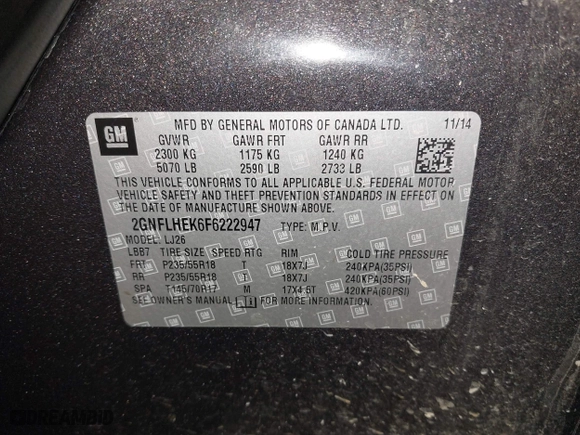 GM
MFD BY GENERAL MOTORS OF CANADA LTD. 11/14
GVWR GAWR FRT GAWR RR
2300 KG 1175 KG 1240 KG
5070 LB 2590 LB 2733 LB
THIS VEHICLE CONFORMS TO ALL APPLICABLE U.S. FEDERAL MOTOR
VEHICLE SAFETY AND THEFT PREVENTION STANDARDS IN EFFECT ON
THE DATE OF MANUFACTURE SHOWN ABOVE.
2GNFLHEK6F6222947 TYPE: M.P.V.
MODEL: LJ26
LBB7 TIRE SIZE SPEED RTG RIM COLD TIRE PRESSURE
FRT P235/55R18 T 18X7J 240KPA(35PSI)
RR P235/55R18 T 18X7J 240KPA(35PSI)
SPA T145/70R17 M 17X4.5T 420KPA(60PSI)
SEE OWNER'S MANUAL FOR MORE INFORMATION
DREAMBID